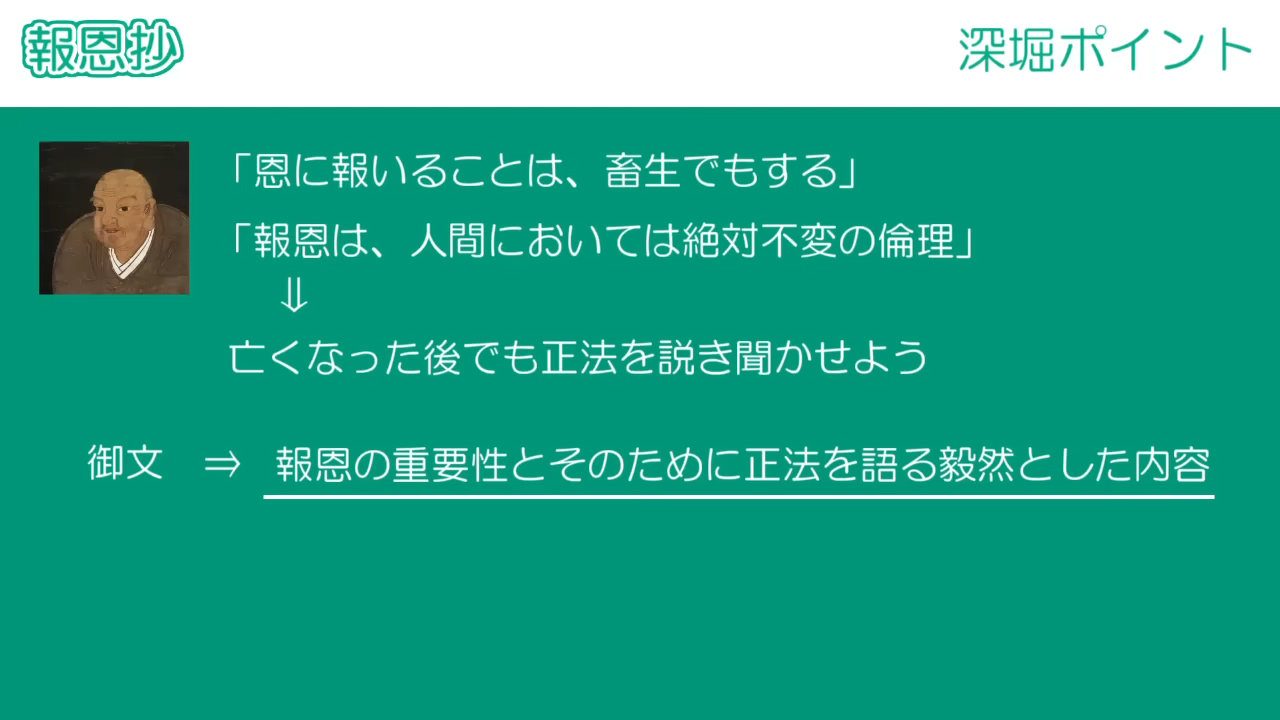 報恩抄
深堀ポイント
「恩に報いることは、畜生でもする」
「報恩は、人間においては絶対不変の倫理」
⇓
亡くなった後でも正法を説き聞かせよう
御文 ⇒ 報恩の重要性とそのために正法を語る毅然とした内容